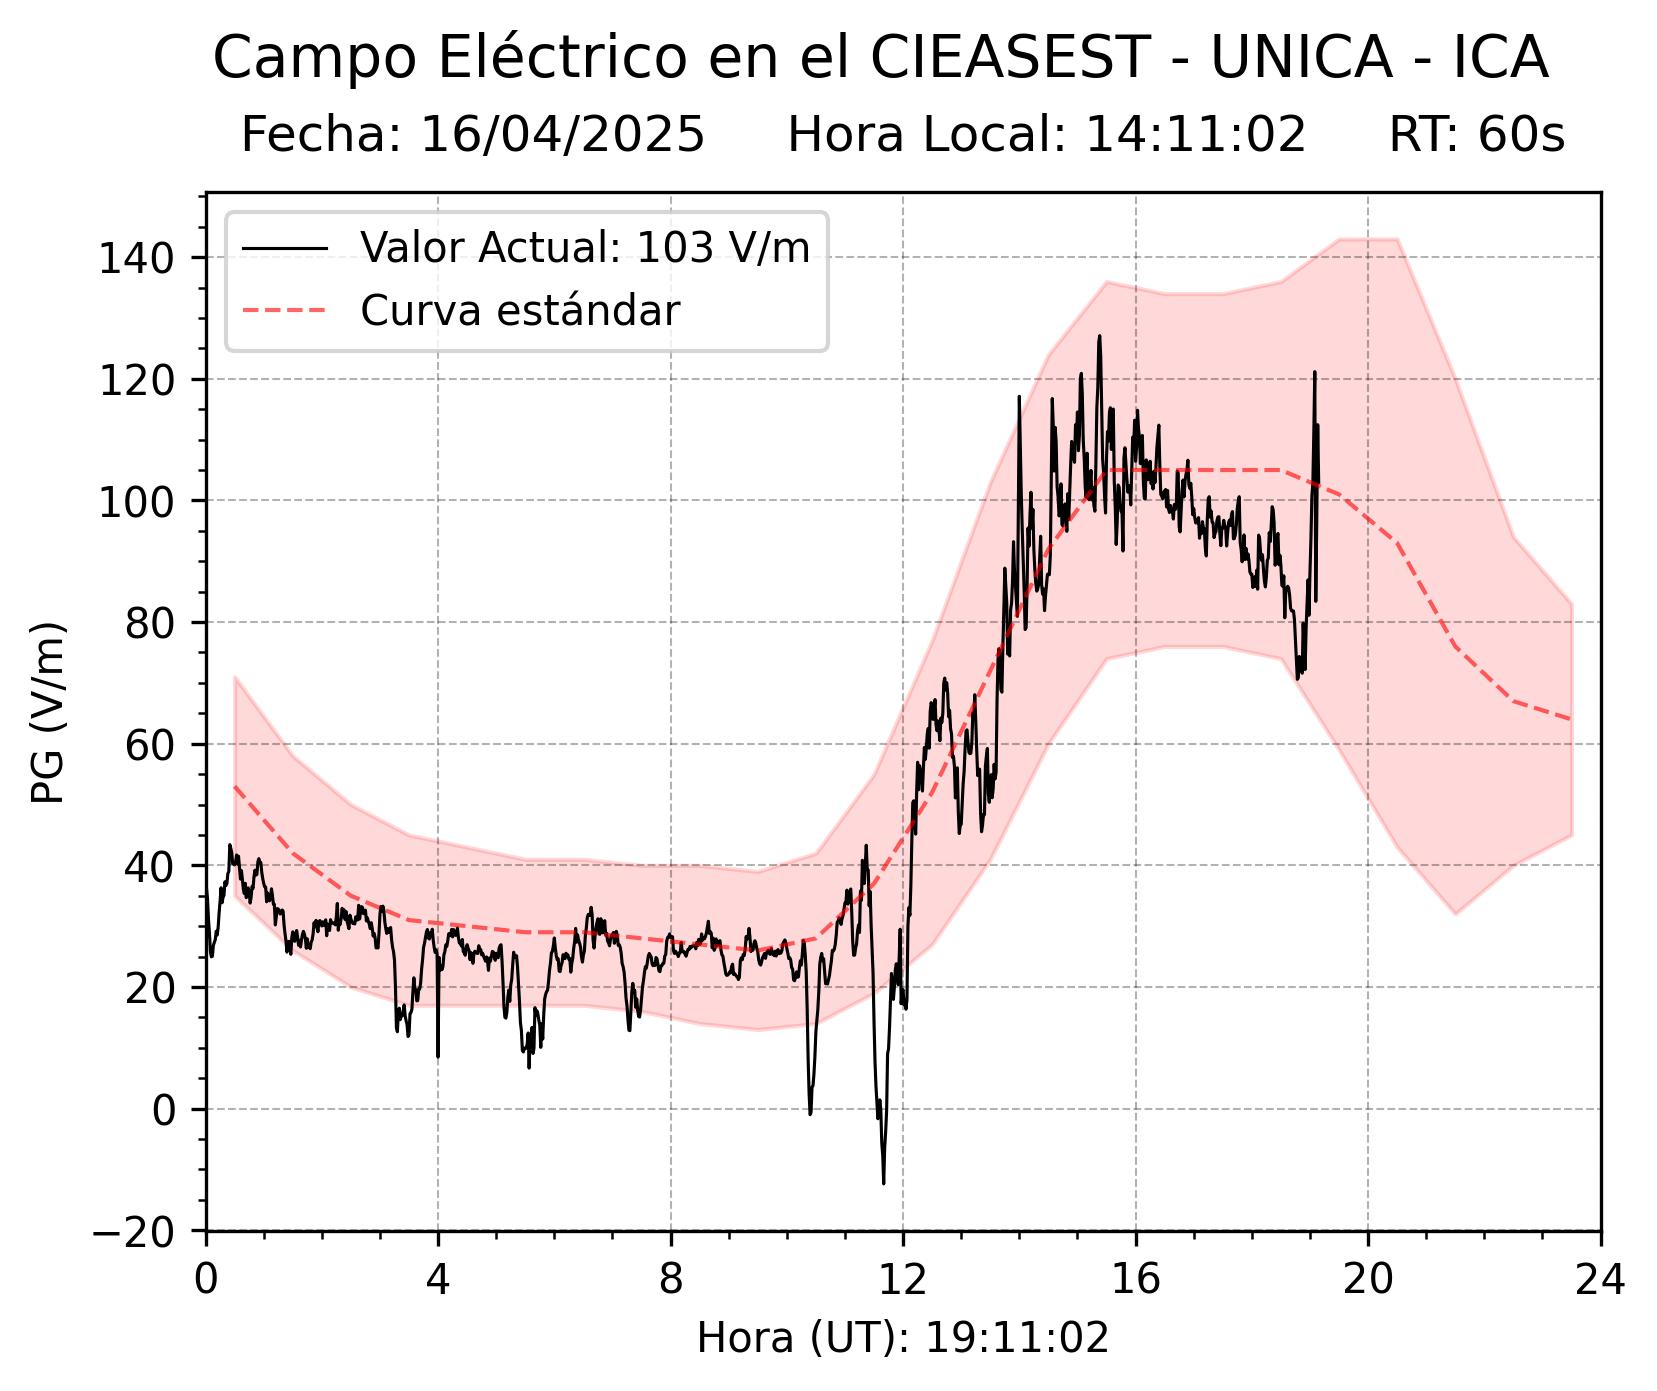 Campo Eléctrico en el CIEASEST - UNICA - ICA
Fecha: 16/04/2025 Hora Local: 14:11:02 RT: 60s
Valor Actual: 103 V/m
Curva estándar
PG (V/m)
140
120
100
80
60
40
20
0
−20
0 4 8 12 16 20 24
Hora (UT): 19:11:02